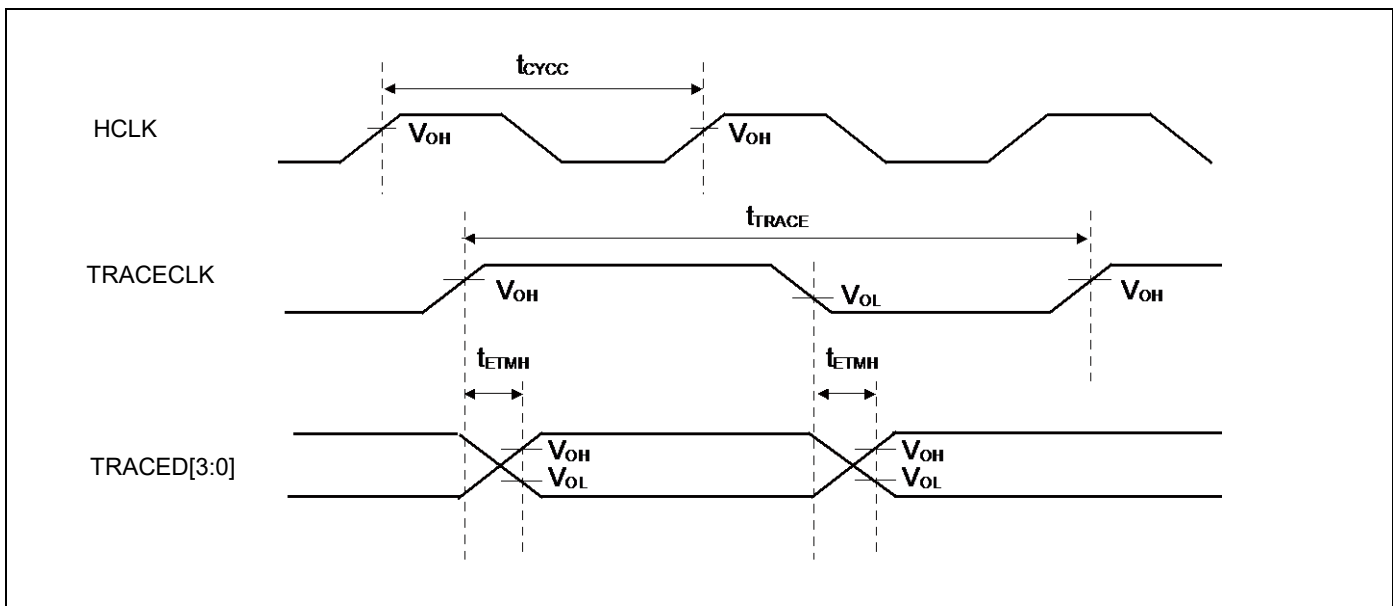 tCYCC
HCLK
VOH
VOH
tTRACE
TRACECLK
VOH
VOL
VOH
tETMH
tETMH
TRACED[3:0]
VOH
VOL
VOH
VOL